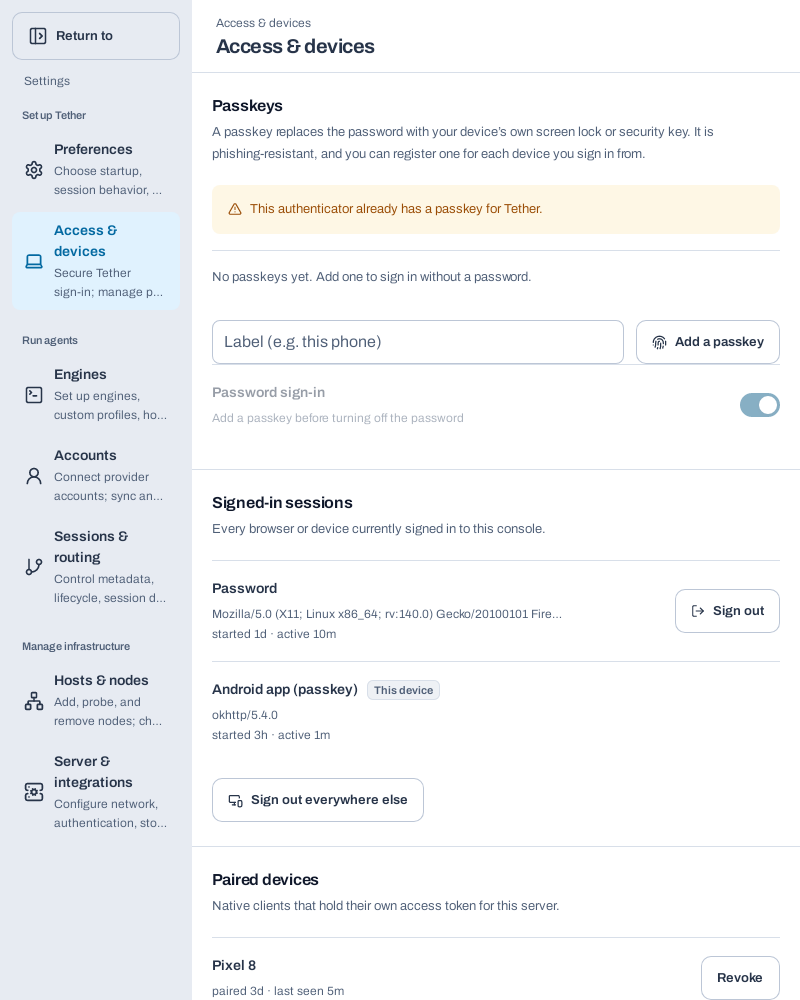 Return to
Settings
Set up Tether
Preferences
Choose startup,
session behavior, ...
Access &
devices
Secure Tether
sign-in; manage p...
Run agents
Engines
Set up engines,
custom profiles, ho...
Accounts
Connect provider
accounts; sync an...
Sessions &
routing
Control metadata,
lifecycle, session d...
Manage infrastructure
Hosts & nodes
Add, probe, and
remove nodes; ch...
Server &
integrations
Configure network,
authentication, sto...
Access & devices
Access & devices
Passkeys
A passkey replaces the password with your device’s own screen lock or security key. It is
phishing-resistant, and you can register one for each device you sign in from.
This authenticator already has a passkey for Tether.
No passkeys yet. Add one to sign in without a password.
Label (e.g. this phone)
Add a passkey
Password sign-in
Add a passkey before turning off the password
Signed-in sessions
Every browser or device currently signed in to this console.
Password
Mozilla/5.0 (X11; Linux x86_64; rv:140.0) Gecko/20100101 Fire...
started 1d · active 10m
Sign out
Android app (passkey) This device
okhttp/5.4.0
started 3h · active 1m
Sign out everywhere else
Paired devices
Native clients that hold their own access token for this server.
Pixel 8
paired 3d · last seen 5m
Revoke